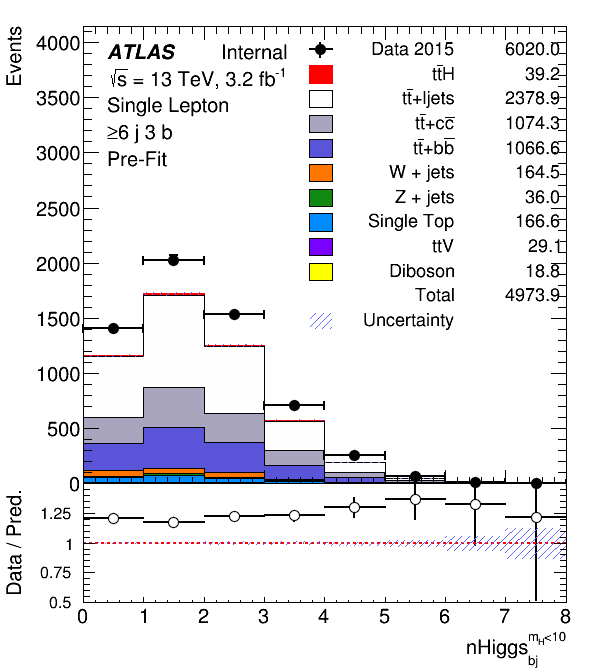 Events
4000
3500
3000
2500
2000
1500
1000
500
0
ATLAS Internal
√s = 13 TeV, 3.2 fb⁻¹
Single Lepton
≥6 j 3 b
Pre-Fit
Data 2015 6020.0
tt̄H 39.2
tt̄+ljets 2378.9
tt̄+cc̄ 1074.3
tt̄+bb̄ 1066.6
W + jets 164.5
Z + jets 36.0
Single Top 166.6
ttV 29.1
Diboson 18.8
Total 4973.9
Uncertainty
Data / Pred.
1.25
1
0.75
0.5
0 1 2 3 4 5 6 7 8
nHiggs_bj^{m_H<10}